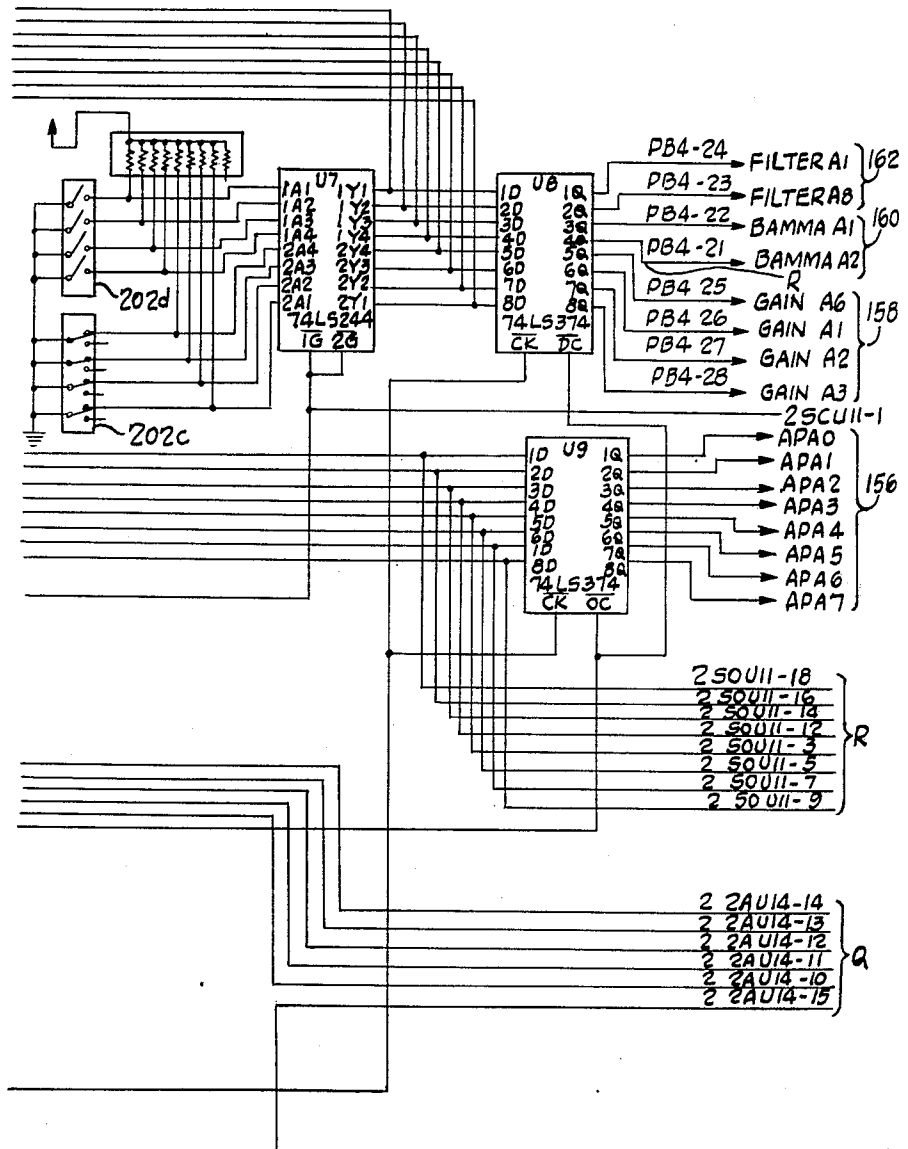 PB4-24 FILTER A1 162
PB4-23 FILTER A8
PB4-22 BAMMA A1 160
PB4-21 BAMMA A2
R
PB4 25 GAIN A6 158
PB4 26 GAIN A1
PB4 27 GAIN A2
PB4-28 GAIN A3
2SCU11-1
U7
1A1 1Y1
1A2 1Y2
1A3 1Y3
1A4 1Y4
2A4 2Y4
2A3 2Y3
2A2 2Y2
2A1 2Y1
74LS244
1G 2G
U8
1D 1Q
2D 2Q
3D 3Q
4D 4Q
5D 5Q
6D 6Q
7D 7Q
8D 8Q
74LS374
CK DC
202d
202c
U9
1D 1Q
2D 2Q
3D 3Q
4D 4Q
5D 5Q
6D 6Q
1D 7Q
8D 8Q
74LS374
CK OC
APA0
APA1
APA2
APA3
APA4
APA5
APA6
APA7
156
2 SOU11-18
2 SOU11-16
2 SOU11-14
2 SOU11-12
2 SOU11-3
2 SOU11-5
2 SOU11-7
2 SOU11-9
R
2 2AU14-14
2 2AU14-13
2 2AU14-12
2 2AU14-11
2 2AU14-10
2 2AU14-15
Q